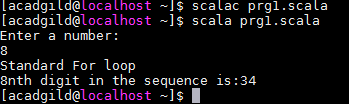 [acadgild@localhost ~]$ scalac prg1.scala
[acadgild@localhost ~]$ scala prg1.scala
Enter a number:
8
Standard For loop
8nth digit in the sequence is:34
[acadgild@localhost ~]$